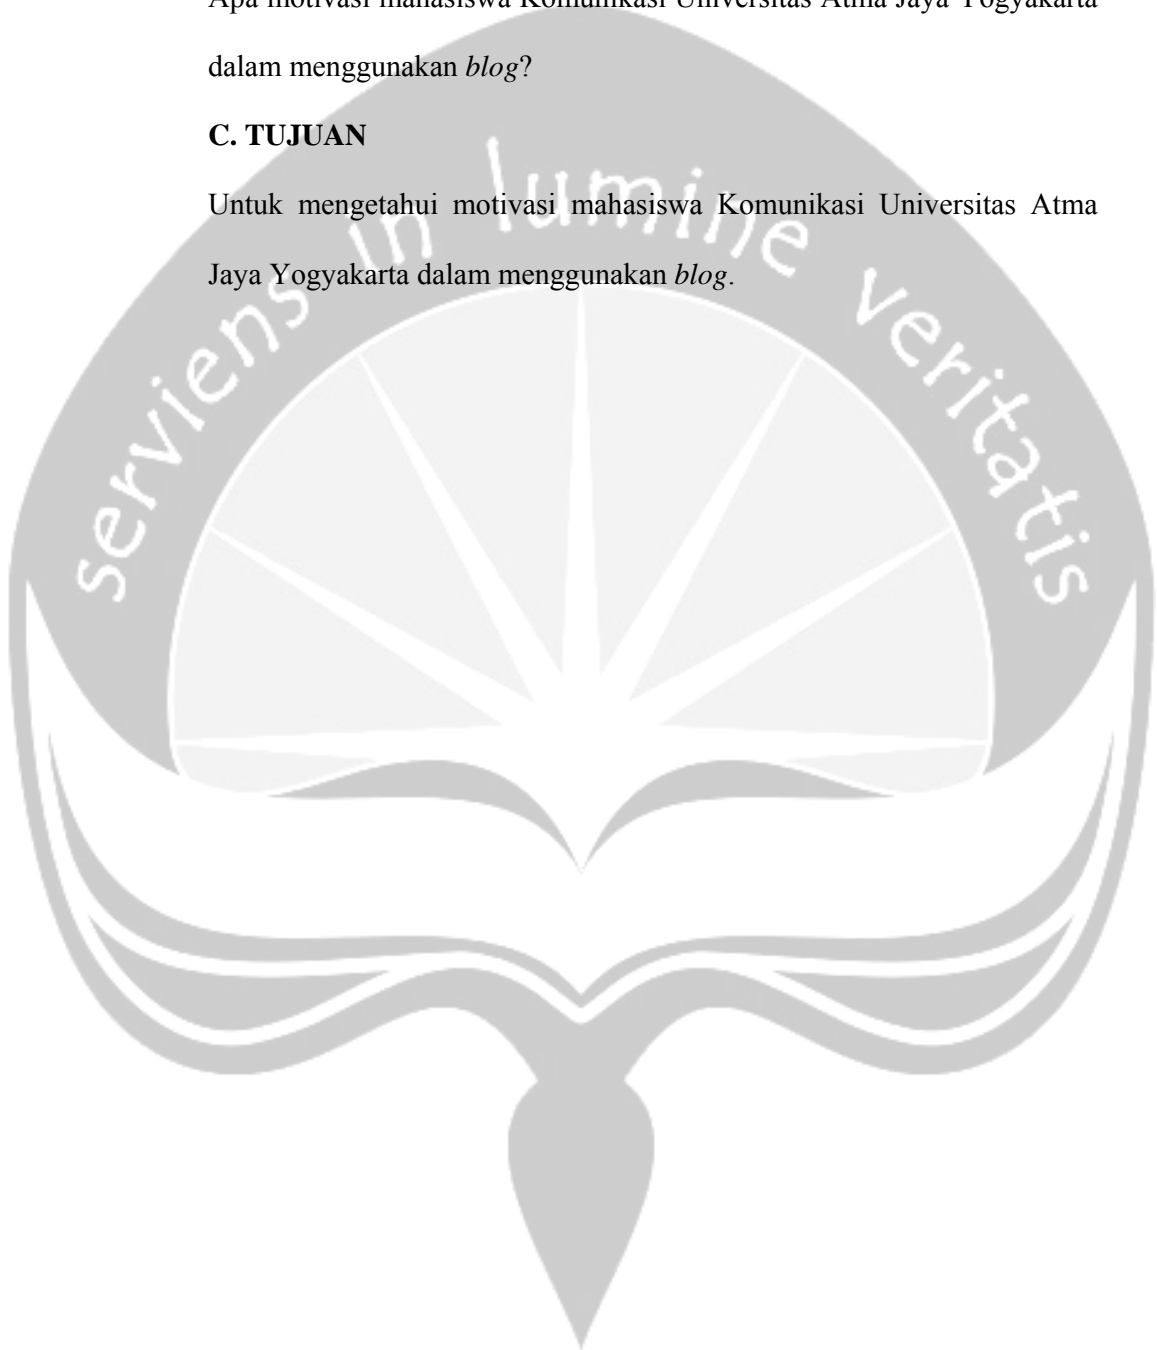 Apa motivasi mahasiswa Komunikasi Universitas Atma Jaya Yogyakarta
dalam menggunakan blog?
C. TUJUAN
Untuk mengetahui motivasi mahasiswa Komunikasi Universitas Atma
Jaya Yogyakarta dalam menggunakan blog.
serviens in lumine veritatis